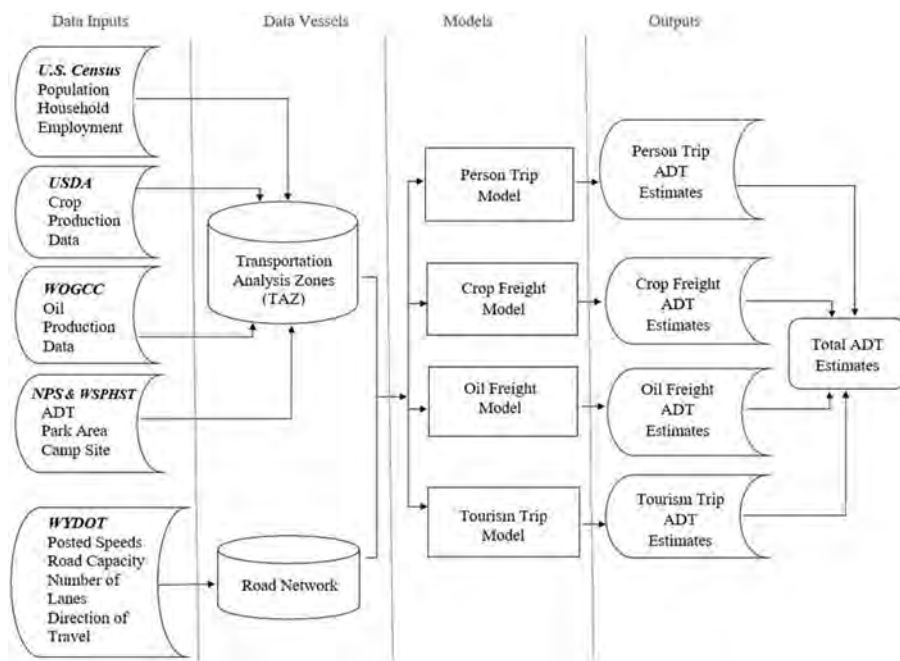 Data Inputs
Data Vessels
Models
Outputs
U.S. Census
Population
Household
Employment
USDA
Crop
Production
Data
WOGCC
Oil
Production
Data
NPS & WSPHST
ADT
Park Area
Camp Site
WYDOT
Posted Speeds
Road Capacity
Number of
Lanes
Direction of
Travel
Transportation
Analysis Zones
(TAZ)
Road Network
Person Trip
Model
Crop Freight
Model
Oil Freight
Model
Tourism Trip
Model
Person Trip
ADT
Estimates
Crop Freight
ADT
Estimates
Oil Freight
ADT
Estimates
Tourism Trip
ADT
Estimates
Total ADT
Estimates